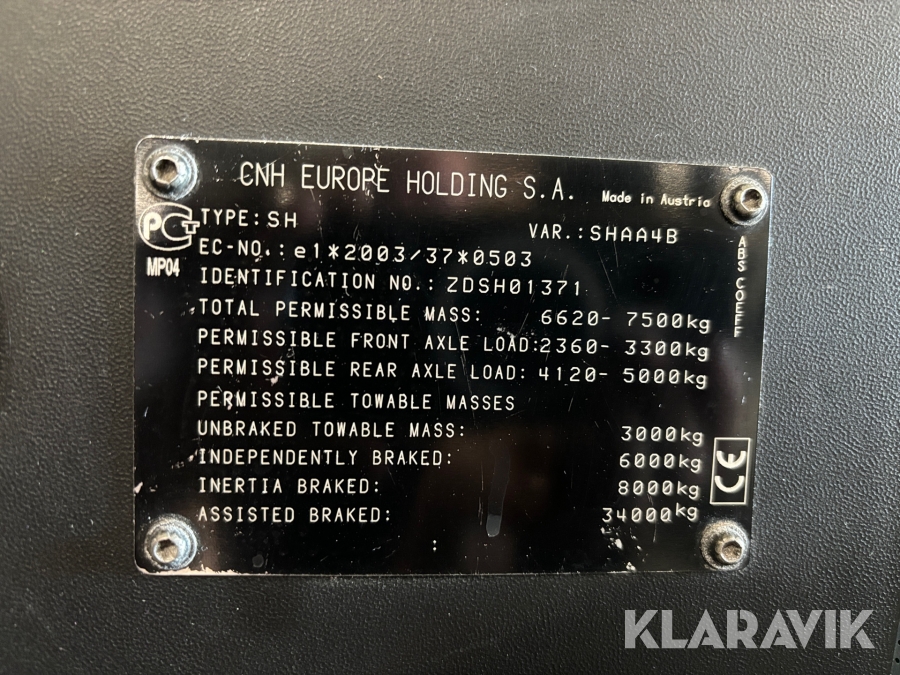 CNH EUROPE HOLDING S.A. Made in Austria
PCT
MP04
TYPE: SH VAR.: SHAA4B
EC-NO.: e1*2003/37*0503
IDENTIFICATION NO.: ZDSH01371
TOTAL PERMISSIBLE MASS: 6620- 7500kg
PERMISSIBLE FRONT AXLE LOAD: 2360- 3300kg
PERMISSIBLE REAR AXLE LOAD: 4120- 5000kg
PERMISSIBLE TOWABLE MASSES
UNBRAKED TOWABLE MASS: 3000kg
INDEPENDENTLY BRAKED: 6000kg
INERTIA BRAKED: 8000kg
ASSISTED BRAKED: 34000kg
:
ABS COEFF
CE
KLARAVIK